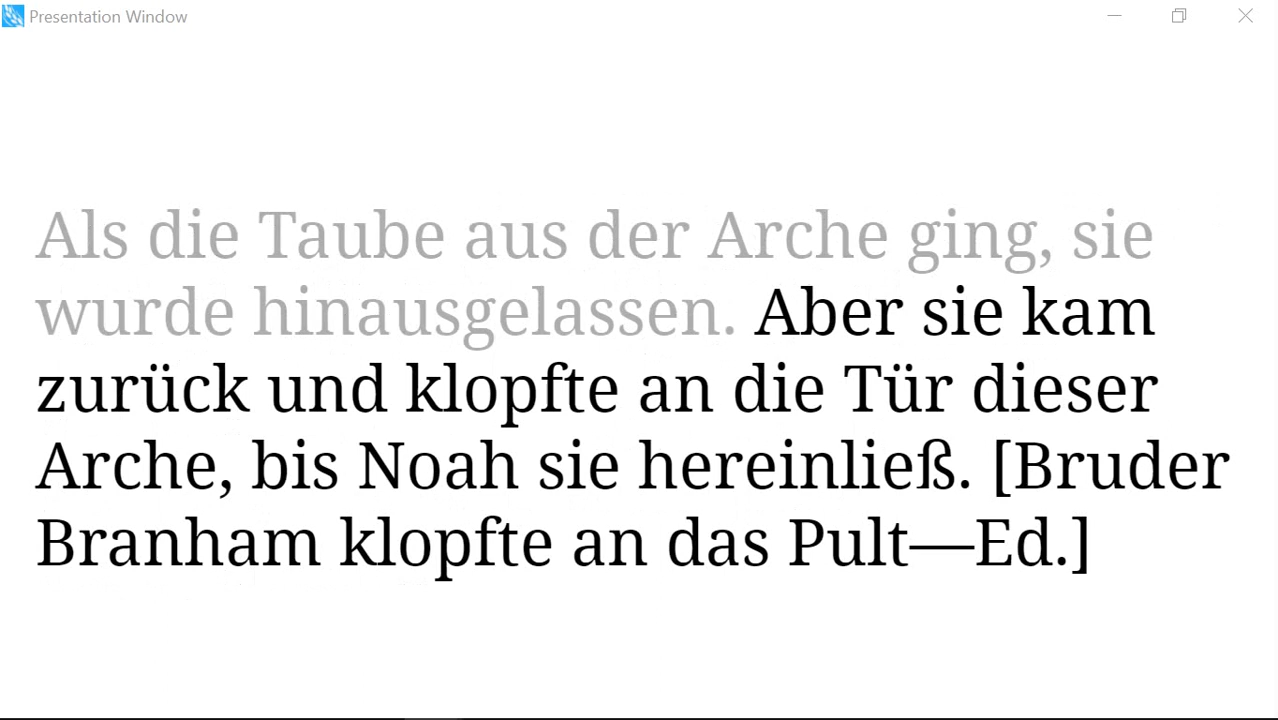 Presentation Window
Als die Taube aus der Arche ging, sie
wurde hinausgelassen. Aber sie kam
zurück und klopfte an die Tür dieser
Arche, bis Noah sie hereinließ. [Bruder
Branham klopfte an das Pult—Ed.]